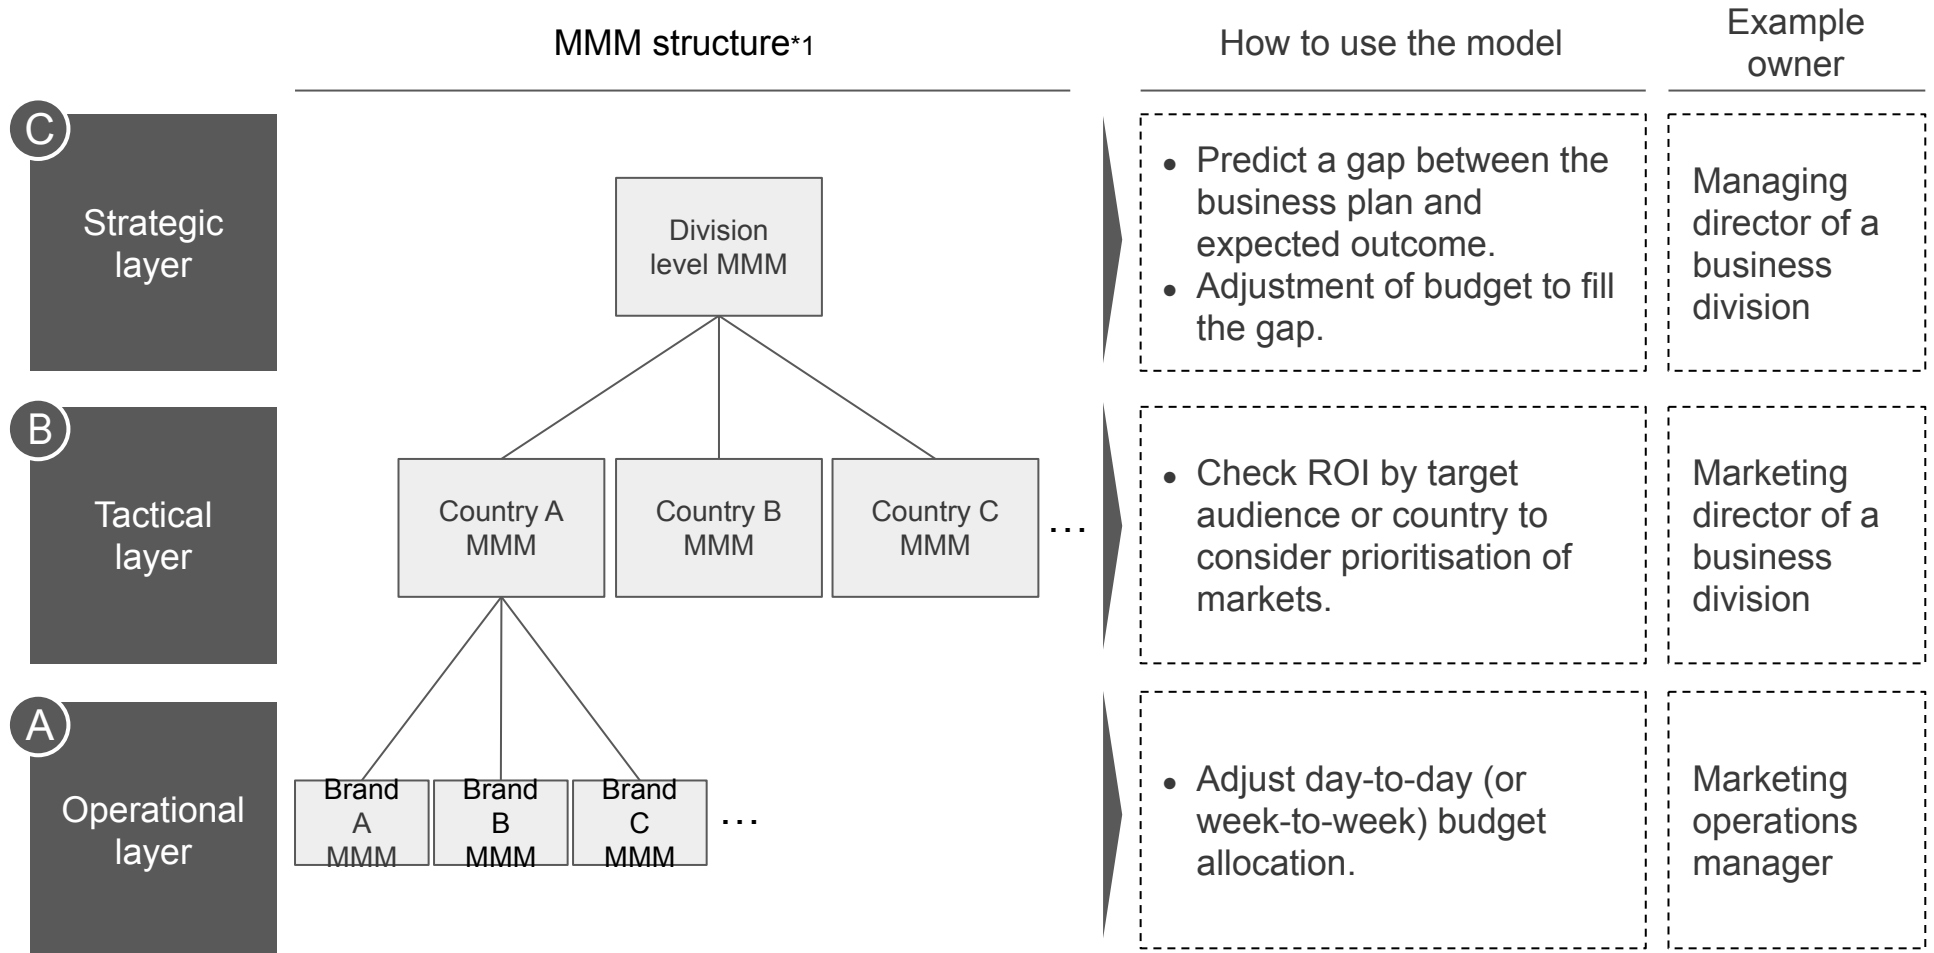 MMM structure*1
How to use the model
Example
owner
C
Strategic
layer
Division
level MMM
● Predict a gap between the
business plan and
expected outcome.
● Adjustment of budget to fill
the gap.
Managing
director of a
business
division
B
Tactical
layer
Country A
MMM
Country B
MMM
Country C
MMM
...
● Check ROI by target
audience or country to
consider prioritisation of
markets.
Marketing
director of a
business
division
A
Operational
layer
Brand
A
MMM
Brand
B
MMM
Brand
C
MMM
...
● Adjust day-to-day (or
week-to-week) budget
allocation.
Marketing
operations
manager